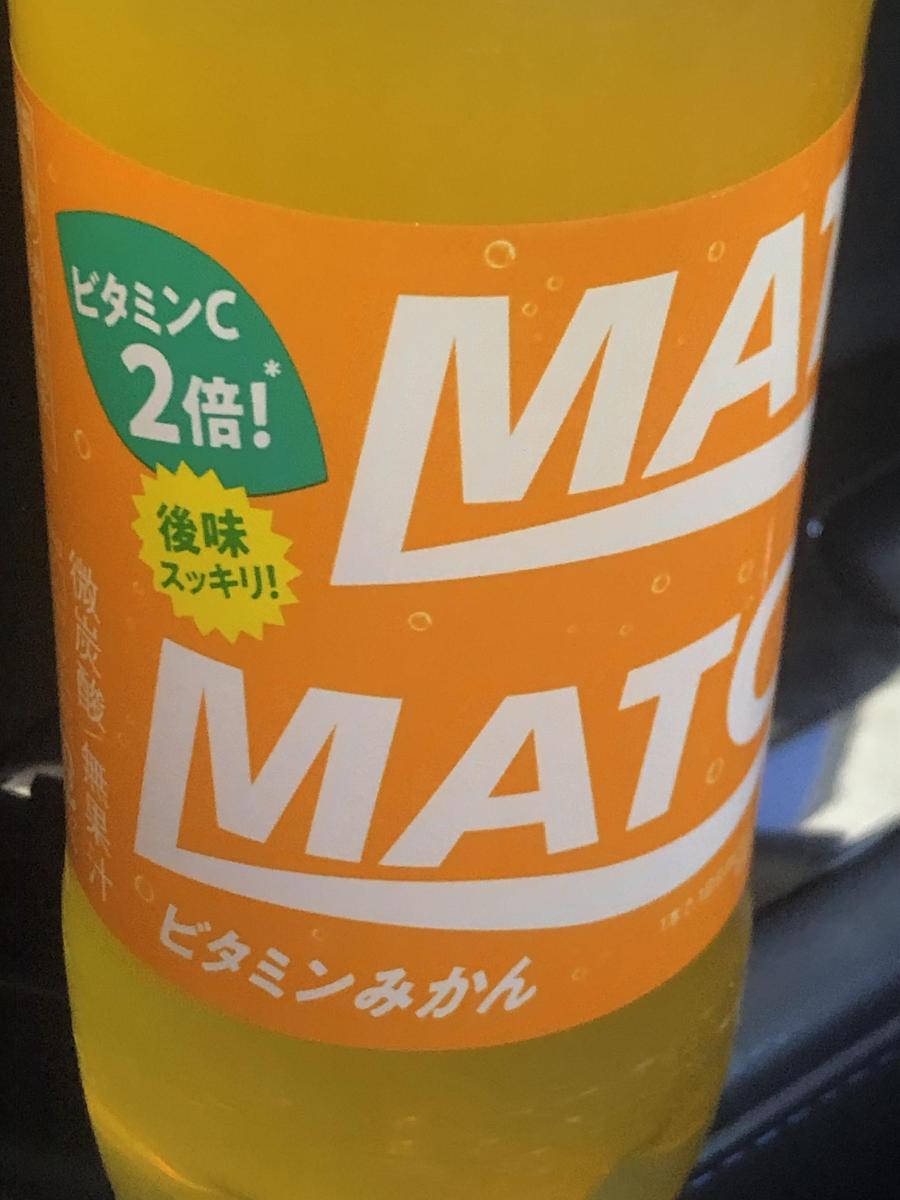 ビタミンC
2倍!*
後味
スッキリ!
MAT
MATC
ビタミンみかん
微炭酸/無果汁